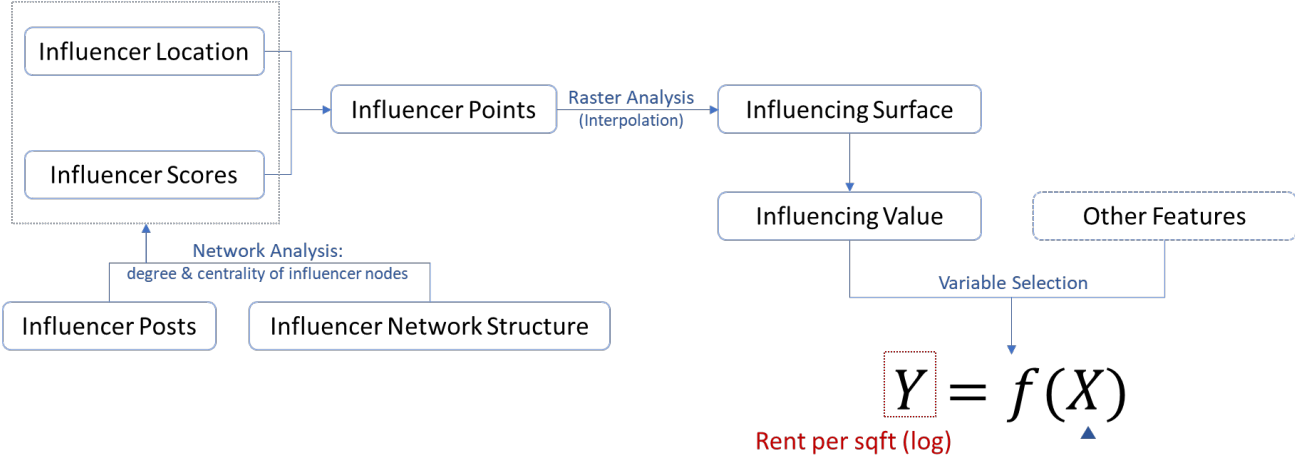 Influencer Location
Influencer Scores
Influencer Points
Raster Analysis
(Interpolation)
Influencing Surface
Influencing Value
Other Features
Network Analysis:
degree & centrality of influencer nodes
Influencer Posts
Influencer Network Structure
Variable Selection
Y = f(X)
Rent per sqft (log)